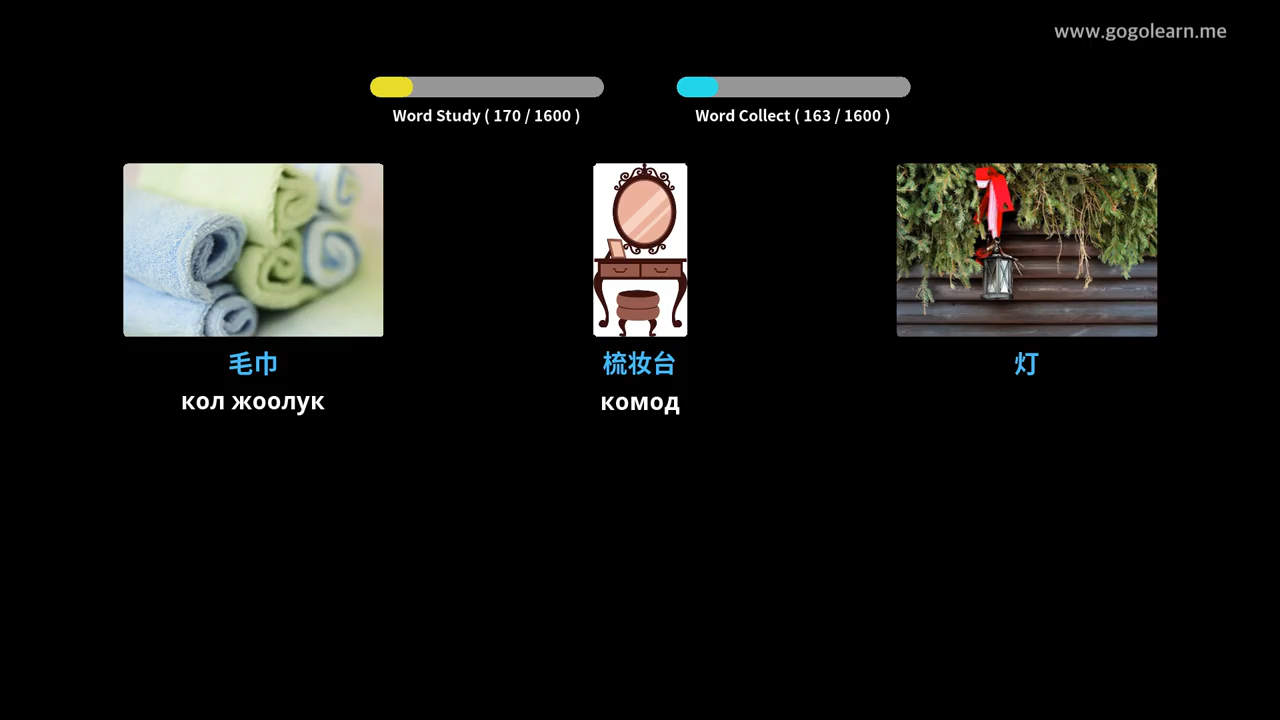 www.gogolearn.me
Word Study ( 170 / 1600 )
Word Collect ( 163 / 1600 )
毛巾
梳妆台
灯
кол жоолук
комод